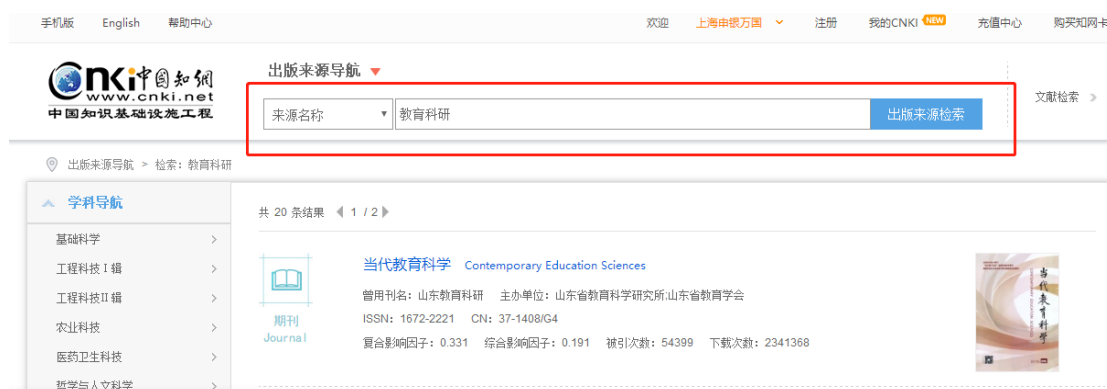 手机版 English 帮助中心 欢迎 上海申银万国 注册 我的CNKI NEW 充值中心 购买知网卡
Cnki中国知网
www.cnki.net
中国知识基础设施工程
出版来源导航
来源名称 教育科研 出版来源检索
文献检索
出版来源导航 > 检索：教育科研
学科导航
共 20 条结果 1 / 2
基础科学
工程科技Ⅰ辑
工程科技Ⅱ辑
农业科技
医药卫生科技
哲学与人文科学
当代教育科学 Contemporary Education Sciences
曾用刊名：山东教育科研 主办单位：山东省教育科学研究所;山东省教育学会
ISSN：1672-2221 CN：37-1408/G4
复合影响因子：0.331 综合影响因子：0.191 被引次数：54399 下载次数：2341368
期刊
Journal
当代教育科学